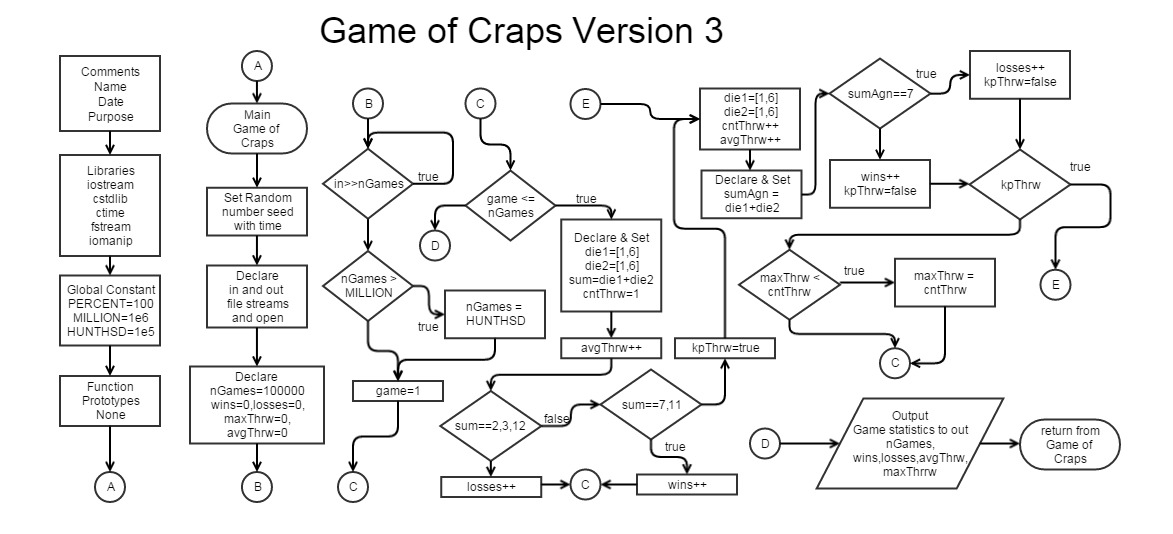 Game of Craps Version 3
Comments
Name
Date
Purpose
Libraries
iostream
cstdlib
ctime
fstream
iomanip
Global Constant
PERCENT=100
MILLION=1e6
HUNTHSD=1e5
Function
Prototypes
None
A
A
Main
Game of
Craps
Set Random
number seed
with time
Declare
in and out
file streams
and open
Declare
nGames=100000
wins=0,losses=0,
maxThrw=0,
avgThrw=0
B
B
in>>nGames
true
nGames >
MILLION
true
nGames =
HUNTHSD
game=1
C
C
game <=
nGames
true
D
Declare & Set
die1=[1,6]
die2=[1,6]
sum=die1+die2
cntThrw=1
avgThrw++
sum==2,3,12
false
losses++
sum==7,11
true
wins++
C
kpThrw=true
E
die1=[1,6]
die2=[1,6]
cntThrw++
avgThrw++
Declare & Set
sumAgn =
die1+die2
sumAgn==7
true
losses++
kpThrw=false
wins++
kpThrw=false
kpThrw
true
E
maxThrw <
cntThrw
true
maxThrw =
cntThrw
C
D
Output
Game statistics to out
nGames,
wins,losses,avgThrw,
maxThrrw
return from
Game of
Craps